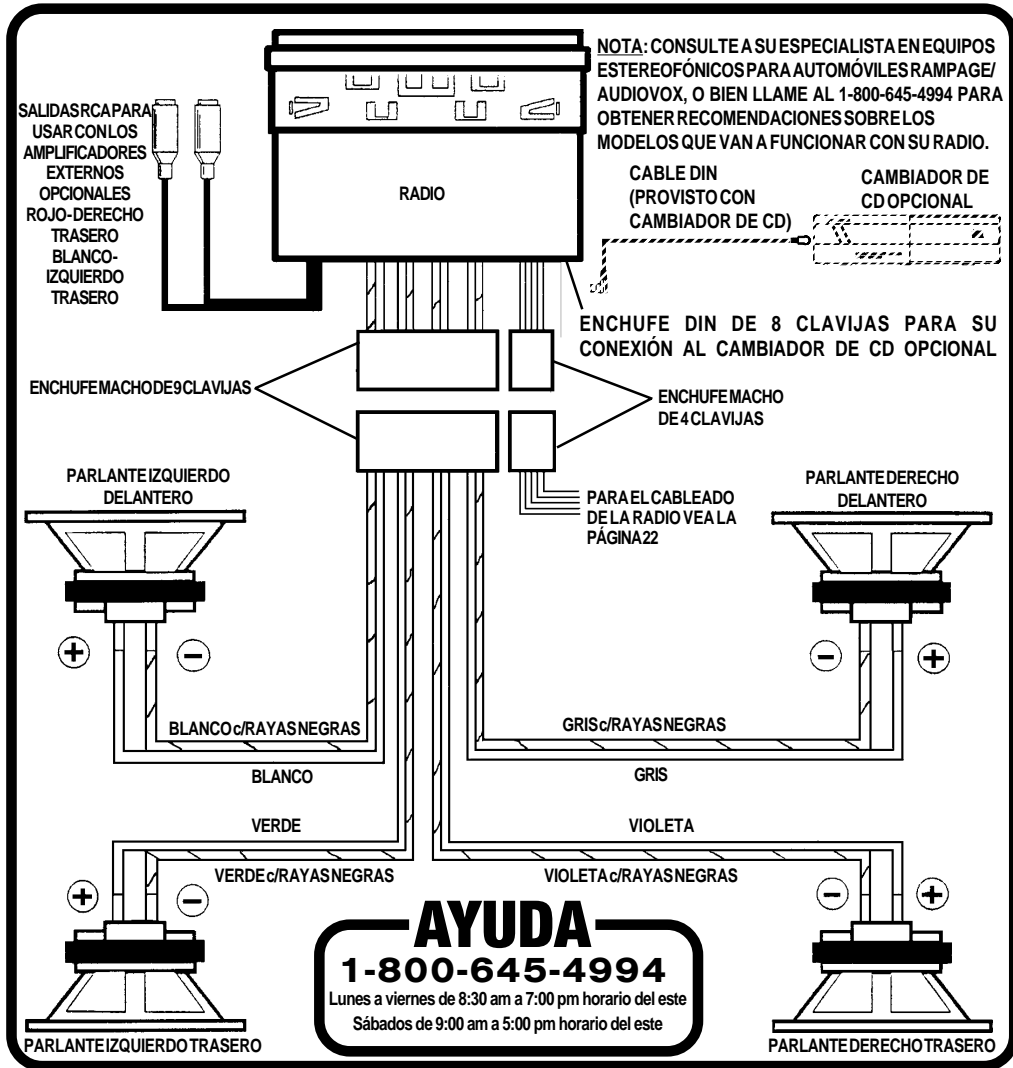 NOTA: CONSULTE A SU ESPECIALISTA EN EQUIPOS
ESTEREOFÓNICOS PARA AUTOMÓVILES RAMPAGE/
AUDIOVOX, O BIEN LLAME AL 1-800-645-4994 PARA
OBTENER RECOMENDACIONES SOBRE LOS
MODELOS QUE VAN A FUNCIONAR CON SU RADIO.
SALIDAS RCA PARA
USAR CON LOS
AMPLIFICADORES
EXTERNOS
OPCIONALES
ROJO-DERECHO
TRASERO
BLANCO-
IZQUIERDO
TRASERO
RADIO
CABLE DIN
(PROVISTO CON
CAMBIADOR DE CD)
CAMBIADOR DE
CD OPCIONAL
ENCHUFE DIN DE 8 CLAVIJAS PARA SU
CONEXIÓN AL CAMBIADOR DE CD OPCIONAL
ENCHUFE MACHO DE 9 CLAVIJAS
ENCHUFE MACHO
DE 4 CLAVIJAS
PARLANTE IZQUIERDO
DELANTERO
PARA EL CABLEADO
DE LA RADIO VEA LA
PÁGINA 22
PARLANTE DERECHO
DELANTERO
+
−
−
+
BLANCO c/RAYAS NEGRAS
GRIS c/RAYAS NEGRAS
BLANCO
GRIS
VERDE
VIOLETA
VERDE c/RAYAS NEGRAS
VIOLETA c/RAYAS NEGRAS
+
−
−
+
AYUDA
1-800-645-4994
Lunes a viernes de 8:30 am a 7:00 pm horario del este
Sábados de 9:00 am a 5:00 pm horario del este
PARLANTE IZQUIERDO TRASERO
PARLANTE DERECHO TRASERO